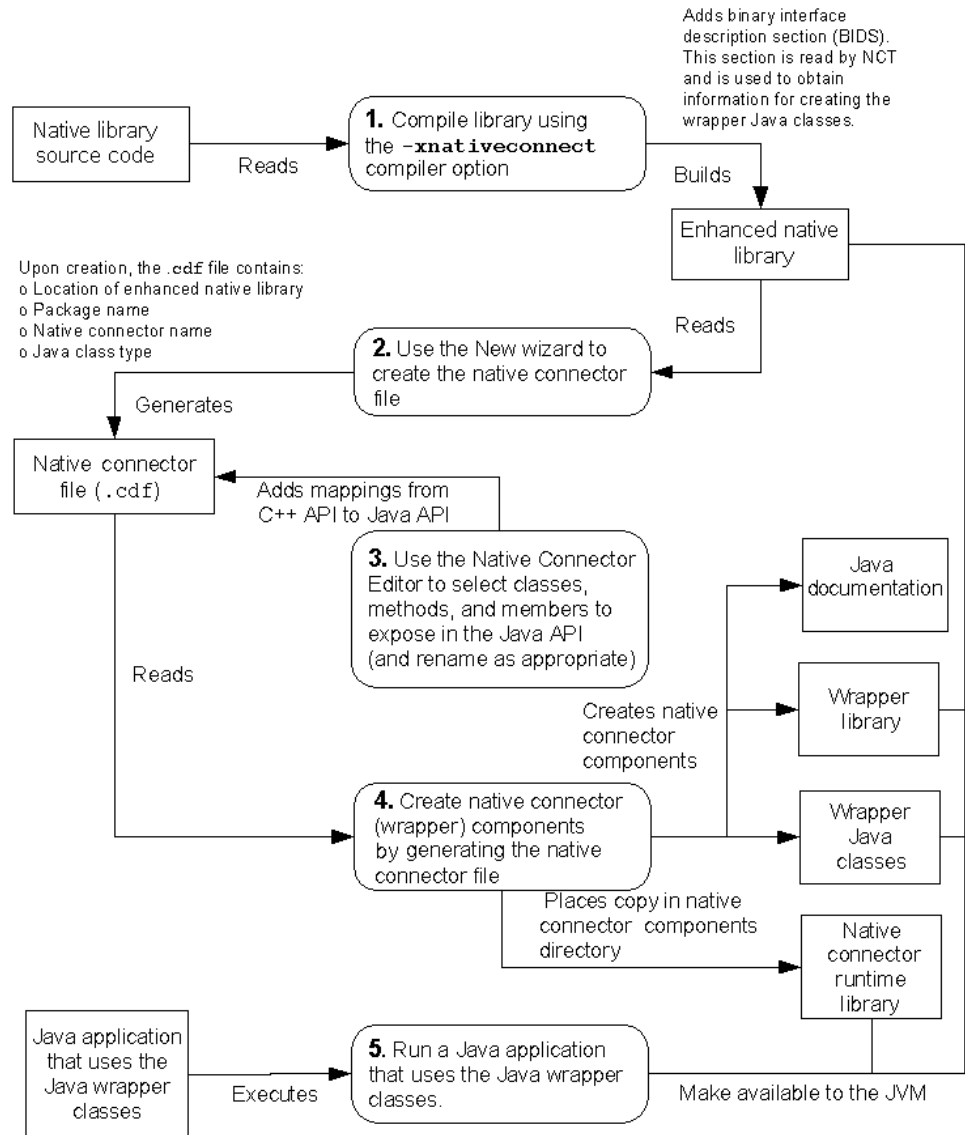 Adds binary interface
description section (BIDS).
This section is read by NCT
and is used to obtain
information for creating the
wrapper Java classes.
Native library
source code
Reads
1. Compile library using
the -xnativeconnect
compiler option
Builds
Enhanced native
library
Upon creation, the .cdf file contains:
o Location of enhanced native library
o Package name
o Native connector name
o Java class type
Reads
2. Use the New wizard to
create the native connector
file
Generates
Native connector
file (.cdf)
Adds mappings from
C++ API to Java API
3. Use the Native Connector
Editor to select classes,
methods, and members to
expose in the Java API
(and rename as appropriate)
Java
documentation
Reads
Wrapper
library
Creates native
connector
components
4. Create native connector
(wrapper) components
by generating the native
connector file
Wrapper
Java
classes
Places copy in native
connector components
directory
Native
connector
runtime
library
Java application
that uses the
Java wrapper
classes
Executes
5. Run a Java application
that uses the Java wrapper
classes.
Make available to the JVM